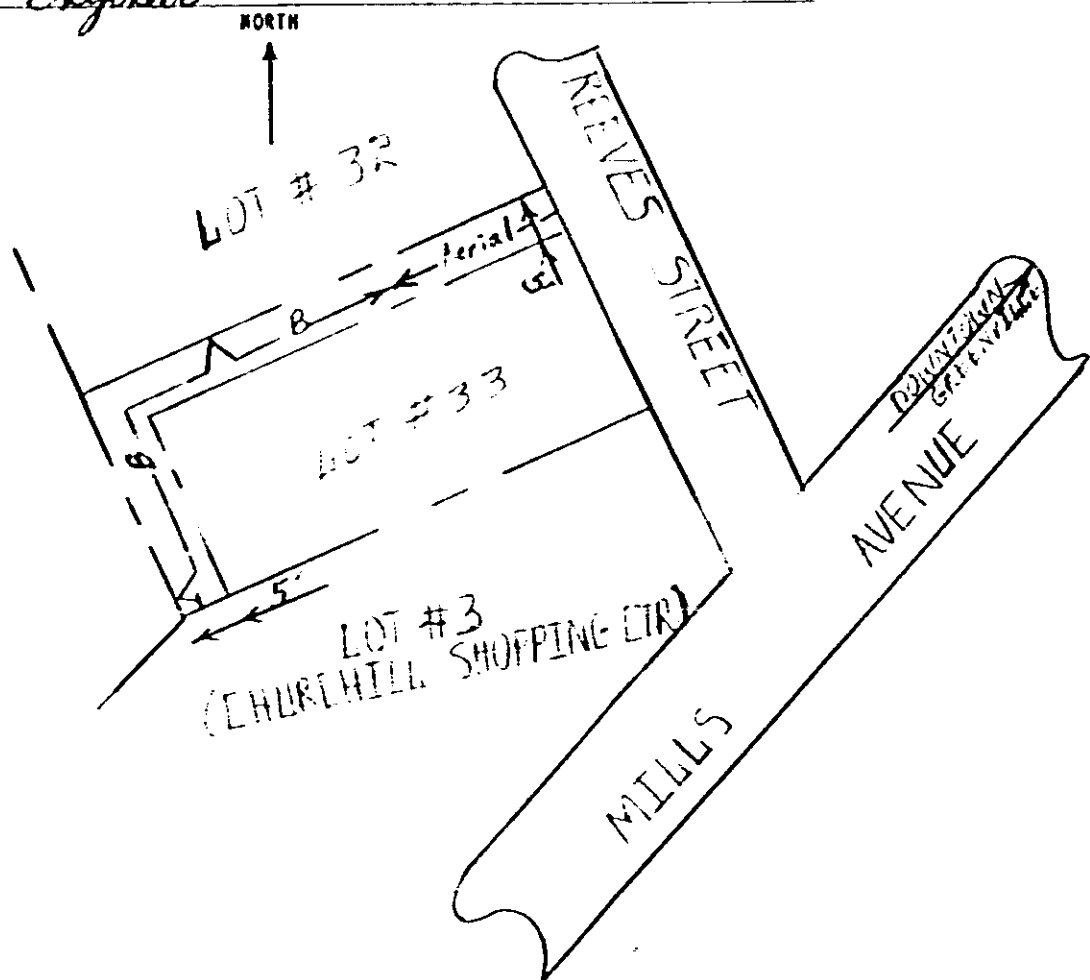 Engineer
NORTH
LOT # 32
REEVES STREET
Aerial
5'
B
LOT # 33
B
DOWNTOWN
GREENVILLE
5'
LOT #3
(CHURCHILL SHOPPING CTR)
MILLS AVENUE